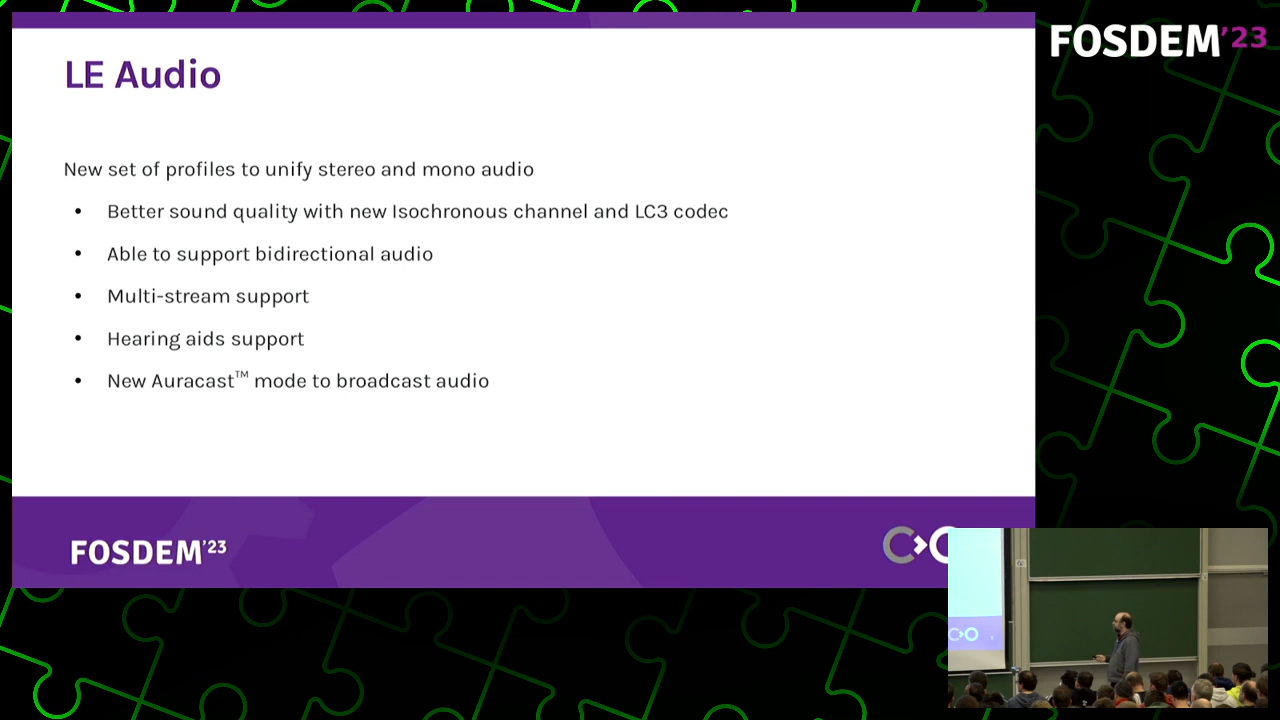 LE Audio
New set of profiles to unify stereo and mono audio
• Better sound quality with new Isochronous channel and LC3 codec
• Able to support bidirectional audio
• Multi-stream support
• Hearing aids support
• New Auracast™ mode to broadcast audio
FOSDEM'23
FOSDEM'23